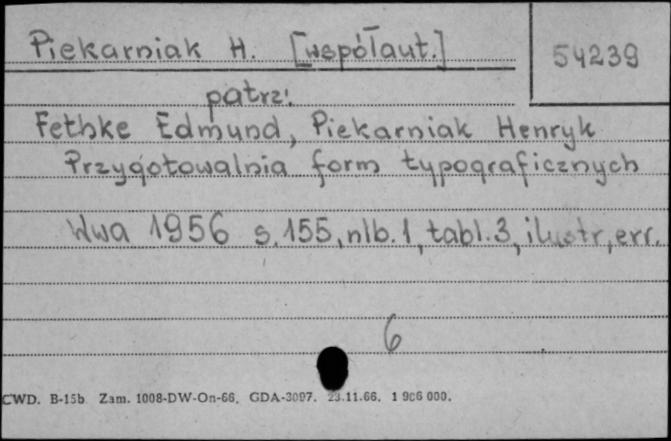 Piekarniak H. [współaut.] 54239
patrz:
Fethke Edmund, Piekarniak Henryk
Przygotowalnia form typograficznych
Wwa 1956 s. 155, nlb. 1, tabl. 3, ilustr, err.
6
CWD. B-15b Zam. 1008-DW-On-66. GDA-3097. 23.11.66. 1 906 000.